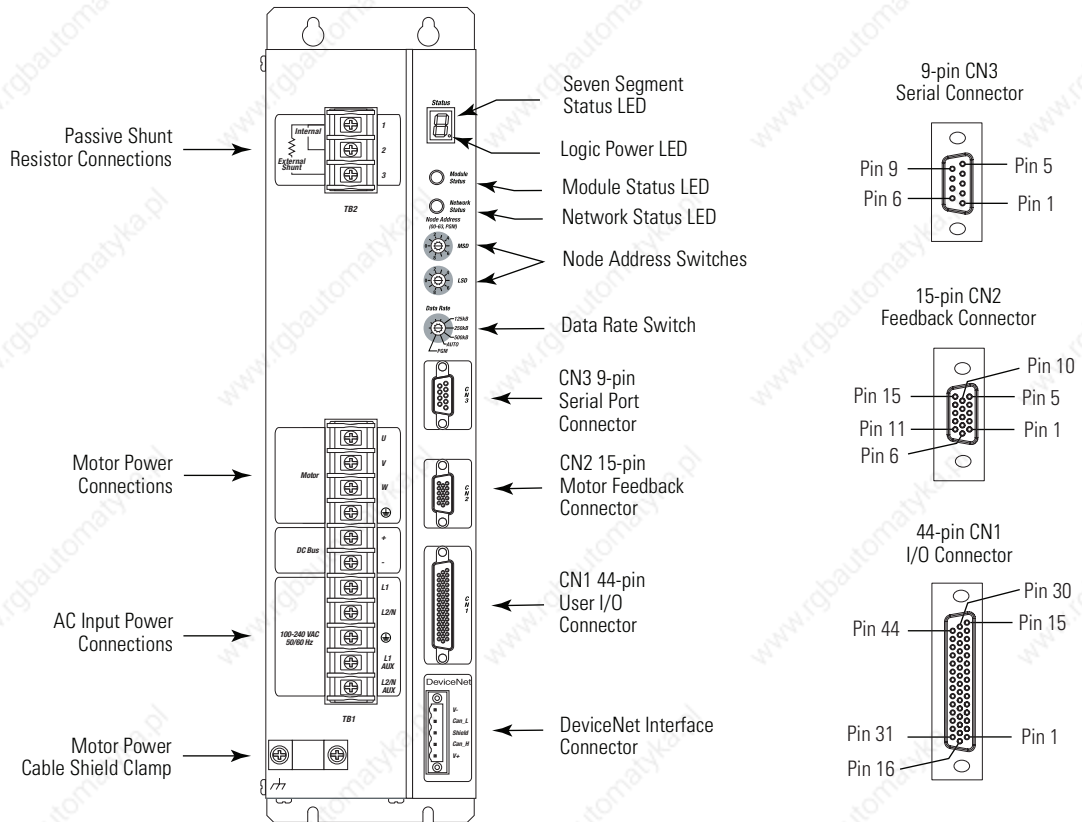 Passive Shunt
Resistor Connections
Motor Power
Connections
AC Input Power
Connections
Motor Power
Cable Shield Clamp
Internal
External
Shunt
1
2
3
TB2
Motor
U
V
W
DC Bus
+
-
100-240 VAC
50/60 Hz
L1
L2/N
L1
AUX
L2/N
AUX
TB1
Status
Module
Status
Network
Status
Node Address
(00-63, PGM)
MSD
LSD
Data Rate
125kB
250kB
500kB
AUTO
PGM
CN3
CN2
CN1
DeviceNet
V-
Can_L
Shield
Can_H
V+
Seven Segment
Status LED
Logic Power LED
Module Status LED
Network Status LED
Node Address Switches
Data Rate Switch
CN3 9-pin
Serial Port
Connector
CN2 15-pin
Motor Feedback
Connector
CN1 44-pin
User I/O
Connector
DeviceNet Interface
Connector
9-pin CN3
Serial Connector
Pin 9
Pin 5
Pin 6
Pin 1
15-pin CN2
Feedback Connector
Pin 10
Pin 15
Pin 5
Pin 11
Pin 1
Pin 6
44-pin CN1
I/O Connector
Pin 30
Pin 15
Pin 44
Pin 31
Pin 1
Pin 16
www.rgbautomatyka.pl